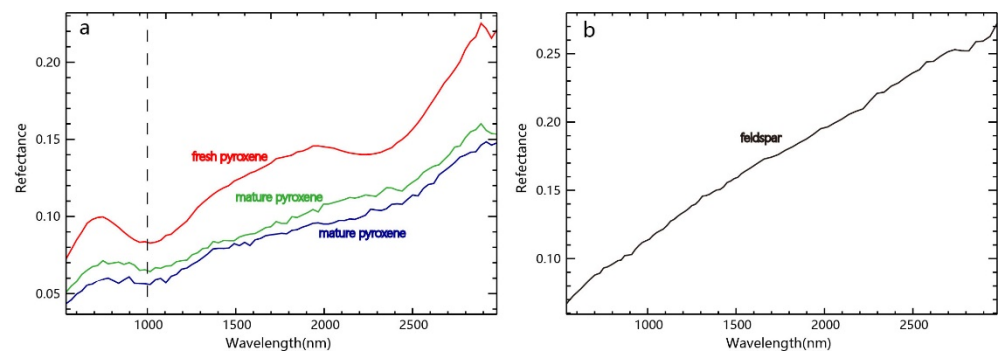 a
0.20
0.15
0.10
0.05
Refectance
fresh pyroxene
mature pyroxene
mature pyroxene
1000
1500
2000
2500
Wavelength(nm)
b
0.25
0.20
0.15
0.10
Refectance
feldspar
1000
1500
2000
2500
Wavelength(nm)